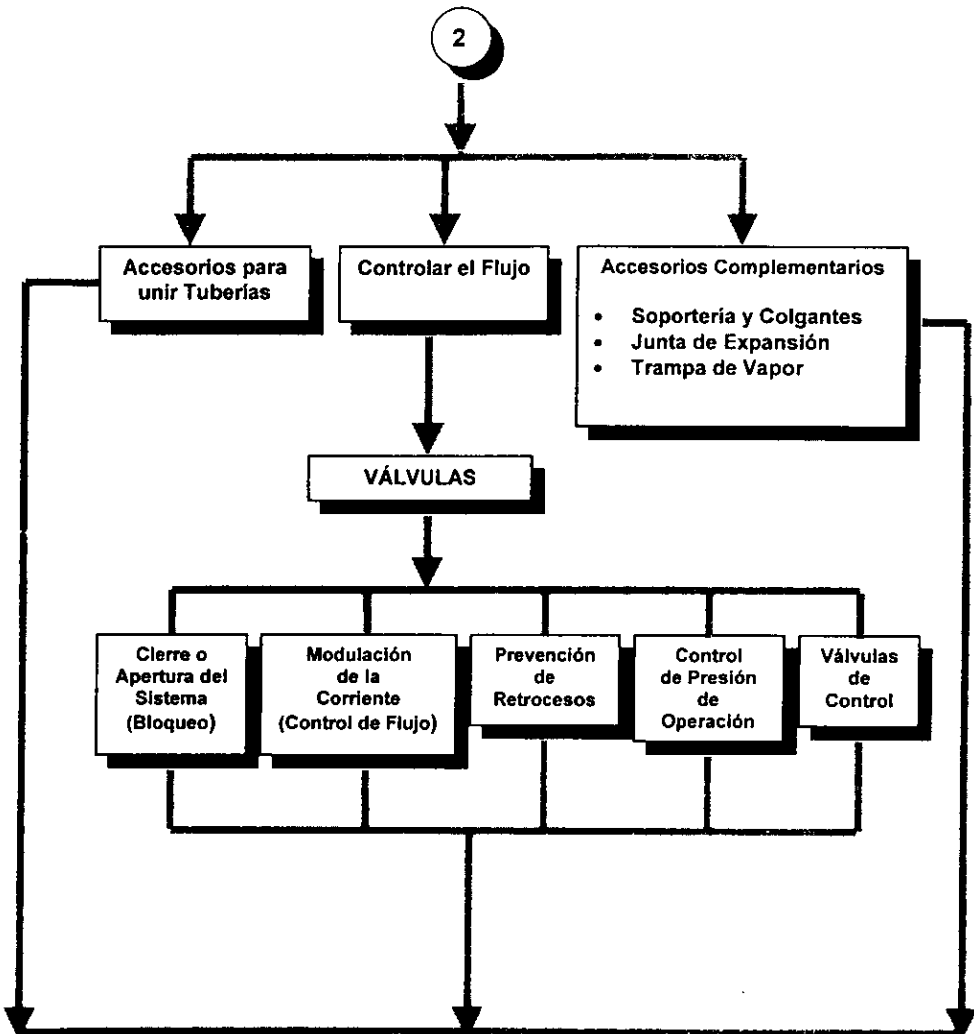 2
Accesorios para
unir Tuberías
Controlar el Flujo
Accesorios Complementarios
• Soportería y Colgantes
• Junta de Expansión
• Trampa de Vapor
VÁLVULAS
Cierre o
Apertura del
Sistema
(Bloqueo)
Modulación
de la
Corriente
(Control de Flujo)
Prevención
de
Retrocesos
Control
de Presión
de
Operación
Válvulas
de
Control